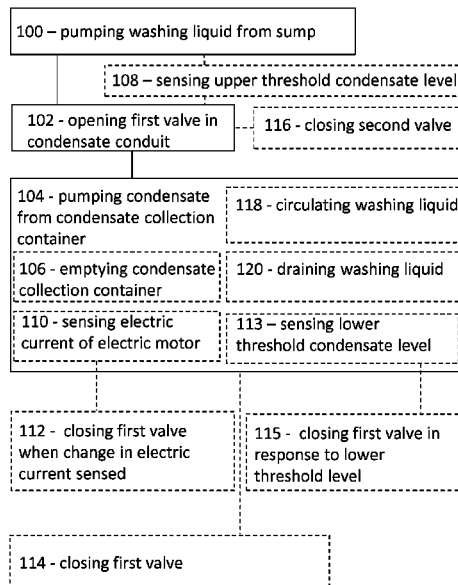 100 – pumping washing liquid from sump
108 – sensing upper threshold condensate level
102 - opening first valve in
condensate conduit
116 - closing second valve
104 - pumping condensate
from condensate collection
container
118 - circulating washing liquid
106 - emptying condensate
collection container
120 - draining washing liquid
110 - sensing electric
current of electric motor
113 – sensing lower
threshold condensate level
112 - closing first valve
when change in electric
current sensed
115 - closing first valve in
response to lower
threshold level
114 - closing first valve